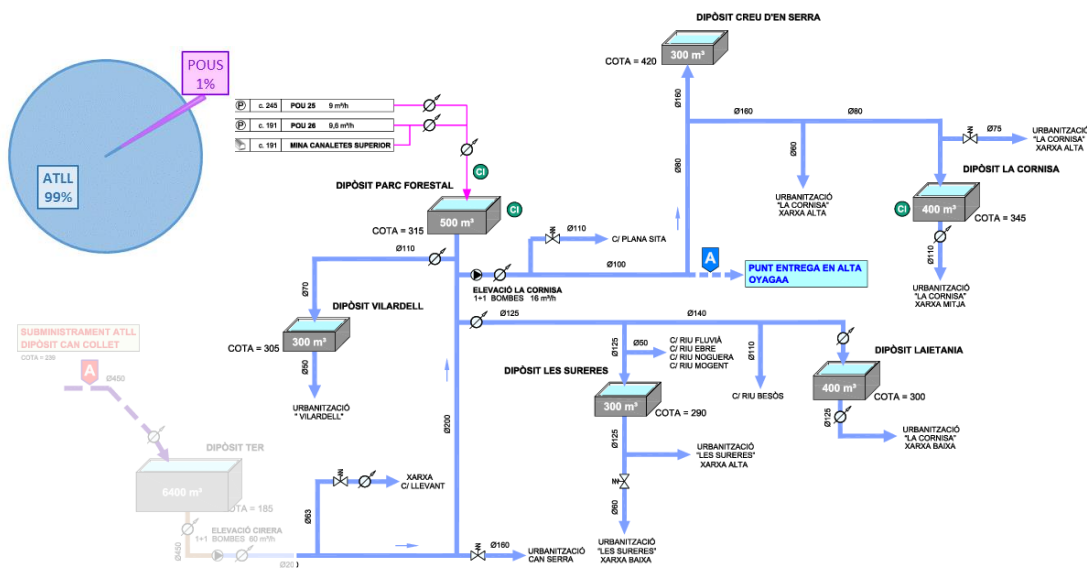 POUS
1%
ATLL
99%
P c. 245 POU 25 9 m³/h
P c. 191 POU 26 9,6 m³/h
c. 191 MINA CANALETES SUPERIOR
CI
DIPÒSIT PARC FORESTAL
500 m³
CI
COTA = 315
Ø110
Ø70
DIPÒSIT VILARDELL
300 m³
COTA = 305
Ø50
URBANITZACIÓ
" VILARDELL"
SUBMINISTRAMENT ATLL
DIPÒSIT CAN COLLET
A
Ø450
DIPÒSIT TER
6400 m³
COTA = 185
Ø450
ELEVACIÓ CIRERA
1+1 BOMBES 60 m³/h
Ø63
XARXA
C/ LLEVANT
Ø200
Ø160
URBANITZACIÓ
CAN SERRA
ELEVACIÓ LA CORNISA
1+1 BOMBES 16 m³/h
Ø110
C/ PLANA SITA
Ø100
A
PUNT ENTREGA EN ALTA
OYAGAA
DIPÒSIT CREU D'EN SERRA
300 m³
COTA = 420
Ø160
Ø80
Ø160
Ø80
Ø60
URBANITZACIÓ
"LA CORNISA"
XARXA ALTA
Ø75
URBANITZACIÓ
"LA CORNISA"
XARXA ALTA
DIPÒSIT LA CORNISA
CI
400 m³
COTA = 345
Ø110
URBANITZACIÓ
"LA CORNISA"
XARXA MITJA
Ø125
Ø140
Ø125
Ø50
C/ RIU FLUVIÀ
C/ RIU EBRE
C/ RIU NOGUERA
C/ RIU MOGENT
Ø110
C/ RIU BESÒS
DIPÒSIT LES SURERES
300 m³
COTA = 290
Ø125
URBANITZACIÓ
"LES SURERES"
XARXA ALTA
Ø60
URBANITZACIÓ
"LES SURERES"
XARXA BAIXA
DIPÒSIT LAIETANIA
400 m³
COTA = 300
Ø125
URBANITZACIÓ
"LA CORNISA"
XARXA BAIXA